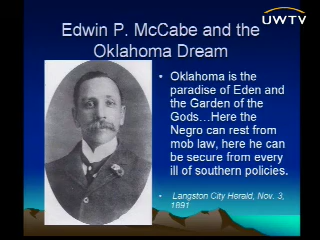 UWTV
Edwin P. McCabe and the
Oklahoma Dream
• Oklahoma is the
paradise of Eden and
the Garden of the
Gods…Here the
Negro can rest from
mob law, here he can
be secure from every
ill of southern policies.
• Langston City Herald, Nov. 3,
1891